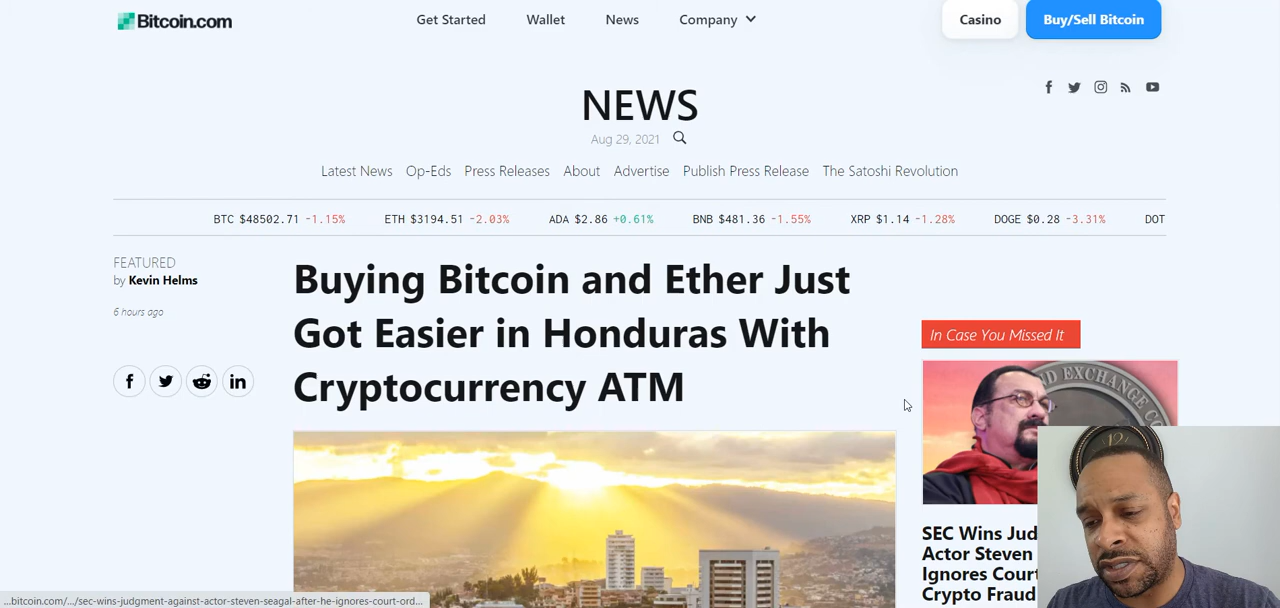 Bitcoin.com
Get Started Wallet News Company Casino Buy/Sell Bitcoin
NEWS
Aug 29, 2021
Latest News Op-Eds Press Releases About Advertise Publish Press Release The Satoshi Revolution
BTC $48502.71 -1.15% ETH $3194.51 -2.03% ADA $2.86 +0.61% BNB $481.36 -1.55% XRP $1.14 -1.28% DOGE $0.28 -3.31% DOT
FEATURED
by Kevin Helms
6 hours ago
Buying Bitcoin and Ether Just
Got Easier in Honduras With
Cryptocurrency ATM
In Case You Missed It
D EXCHANGE CO
SEC Wins Jud
Actor Steven
Ignores Court
Crypto Fraud
...bitcoin.com/.../sec-wins-judgment-against-actor-steven-seagal-after-he-ignores-court-ord...